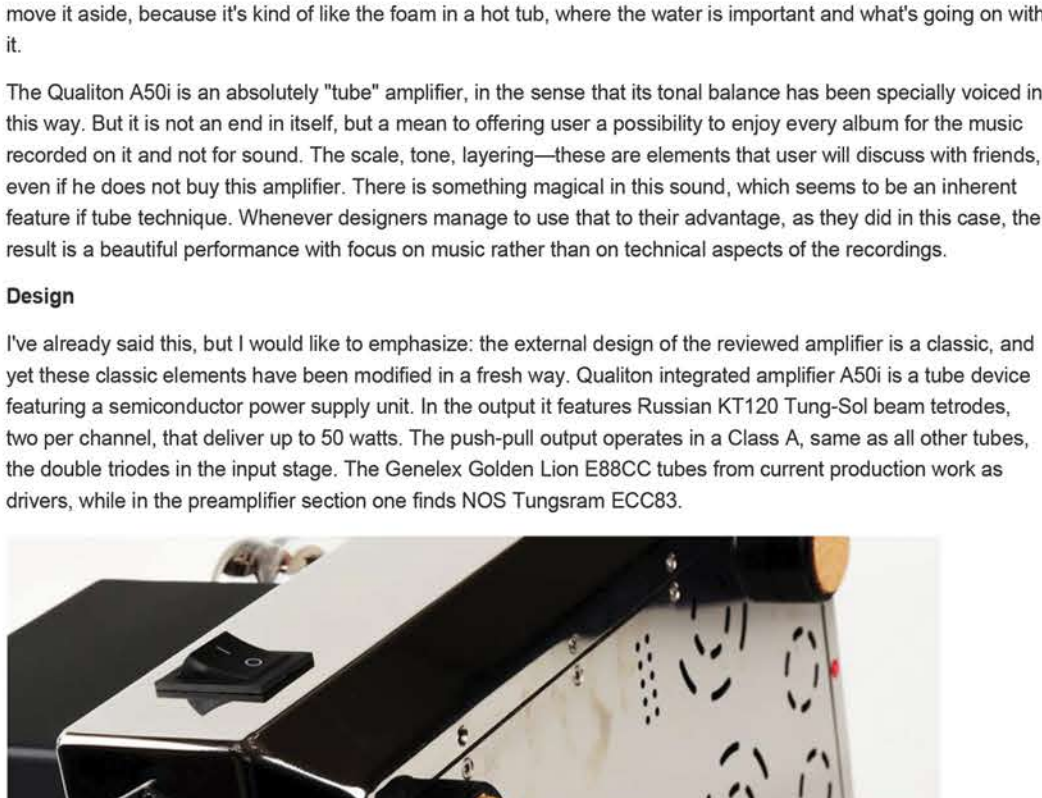 move it aside, because it's kind of like the foam in a hot tub, where the water is important and what's going on with
it.
The Qualiton A50i is an absolutely "tube" amplifier, in the sense that its tonal balance has been specially voiced in
this way. But it is not an end in itself, but a mean to offering user a possibility to enjoy every album for the music
recorded on it and not for sound. The scale, tone, layering—these are elements that user will discuss with friends,
even if he does not buy this amplifier. There is something magical in this sound, which seems to be an inherent
feature if tube technique. Whenever designers manage to use that to their advantage, as they did in this case, the
result is a beautiful performance with focus on music rather than on technical aspects of the recordings.
Design
I've already said this, but I would like to emphasize: the external design of the reviewed amplifier is a classic, and
yet these classic elements have been modified in a fresh way. Qualiton integrated amplifier A50i is a tube device
featuring a semiconductor power supply unit. In the output it features Russian KT120 Tung-Sol beam tetrodes,
two per channel, that deliver up to 50 watts. The push-pull output operates in a Class A, same as all other tubes,
the double triodes in the input stage. The Genelex Golden Lion E88CC tubes from current production work as
drivers, while in the preamplifier section one finds NOS Tungsram ECC83.